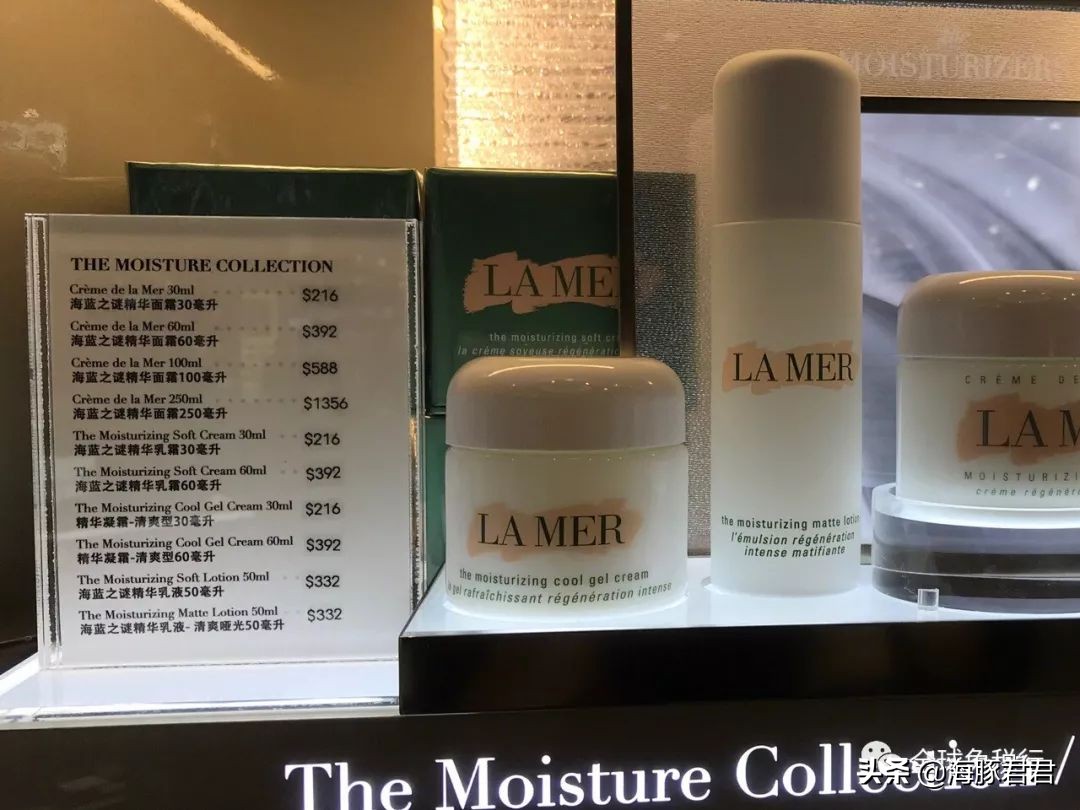 MOISTURIZER
THE MOISTURE COLLECTION
Crème de la Mer 30ml
海蓝之谜精华面霜30毫升
$216
Crème de la Mer 60ml
海蓝之谜精华面霜60毫升
$392
Crème de la Mer 100ml
海蓝之谜精华面霜100毫升
$588
Crème de la Mer 250ml
海蓝之谜精华面霜250毫升
$1356
The Moisturizing Soft Cream 30ml
海蓝之谜精华乳霜30毫升
$216
The Moisturizing Soft Cream 60ml
海蓝之谜精华乳霜60毫升
$392
The Moisturizing Cool Gel Cream 30ml
精华凝霜-清爽型30毫升
$216
The Moisturizing Cool Gel Cream 60ml
精华凝霜-清爽型60毫升
$392
The Moisturizing Soft Lotion 50ml
海蓝之谜精华乳液50毫升
$332
The Moisturizing Matte Lotion 50ml
海蓝之谜精华乳液- 清爽哑光50毫升
$332
LA ME
the moisturizing soft cr
la crème soyeuse régénératio
LA MER
the moisturizing cool gel cream
gel rafraîchissant régénération intense
LA MER
the moisturizing matte lotion
l'émulsion régénération
intense matifiante
CRÈME DE
LA M
MOISTURIZI
crème régéné
The Moisture Collection /
全球免税行
头条 @海豚君君